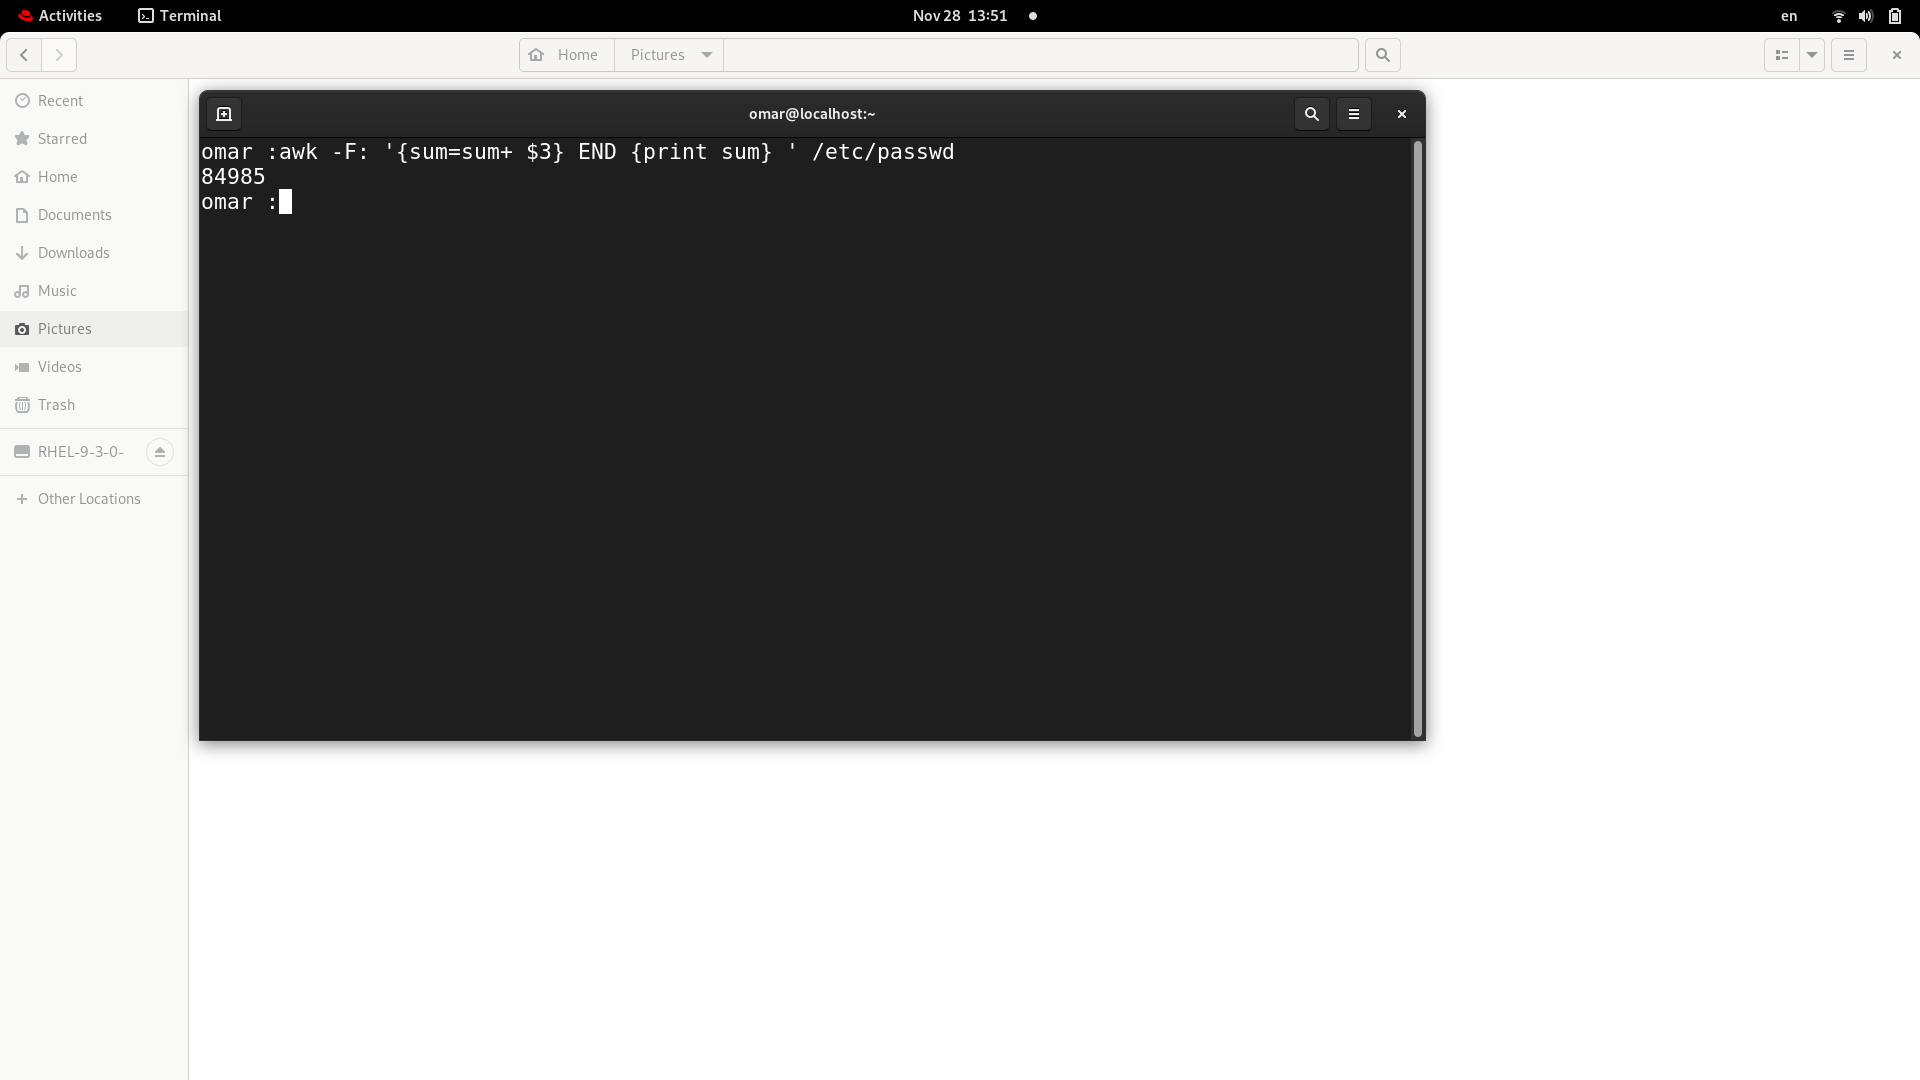 Activities Terminal Nov 28 13:51 en
Home Pictures
Recent
Starred
Home
Documents
Downloads
Music
Pictures
Videos
Trash
RHEL-9-3-0-
Other Locations
omar@localhost:~
omar :awk -F: '{sum=sum+ $3} END {print sum} ' /etc/passwd
84985
omar :